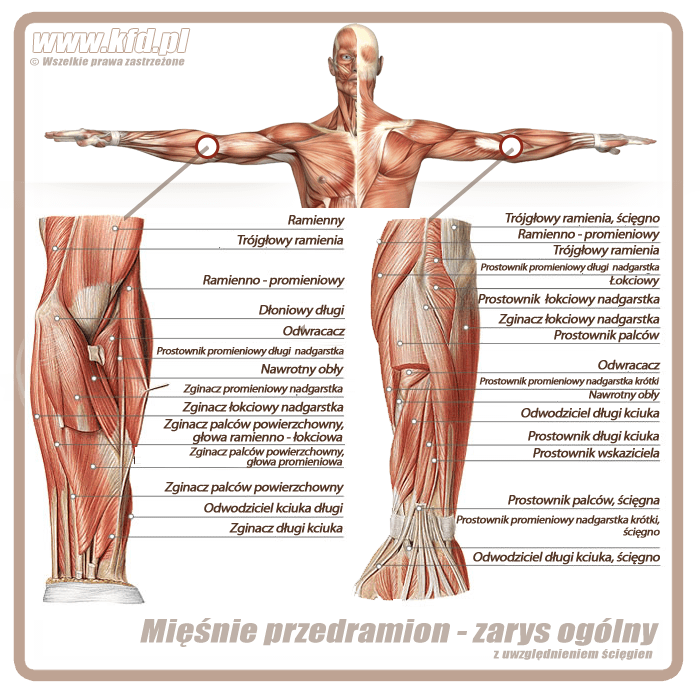 www.kfd.pl
© Wszelkie prawa zastrzeżone
Ramienny
Trójgłowy ramienia
Ramienno - promieniowy
Dłoniowy długi
Odwracacz
Prostownik promieniowy długi nadgarstka
Nawrotny obły
Zginacz promieniowy nadgarstka
Zginacz łokciowy nadgarstka
Zginacz palców powierzchowny,
głowa ramienno - łokciowa
Zginacz palców powierzchowny,
głowa promieniowa
Zginacz palców powierzchowny
Odwodziciel kciuka długi
Zginacz długi kciuka
Trójgłowy ramienia, ścięgno
Ramienno - promieniowy
Trójgłowy ramienia
Prostownik promieniowy długi nadgarstka
Łokciowy
Prostownik łokciowy nadgarstka
Zginacz łokciowy nadgarstka
Prostownik palców
Odwracacz
Prostownik promieniowy nadgarstka krótki
Nawrotny obły
Odwodziciel długi kciuka
Prostownik długi kciuka
Prostownik wskaziciela
Prostownik palców, ścięgna
Prostownik promieniowy nadgarstka krótki,
ścięgno
Odwodziciel długi kciuka, ścięgno
Mięśnie przedramion - zarys ogólny
z uwzględnieniem ścięgien